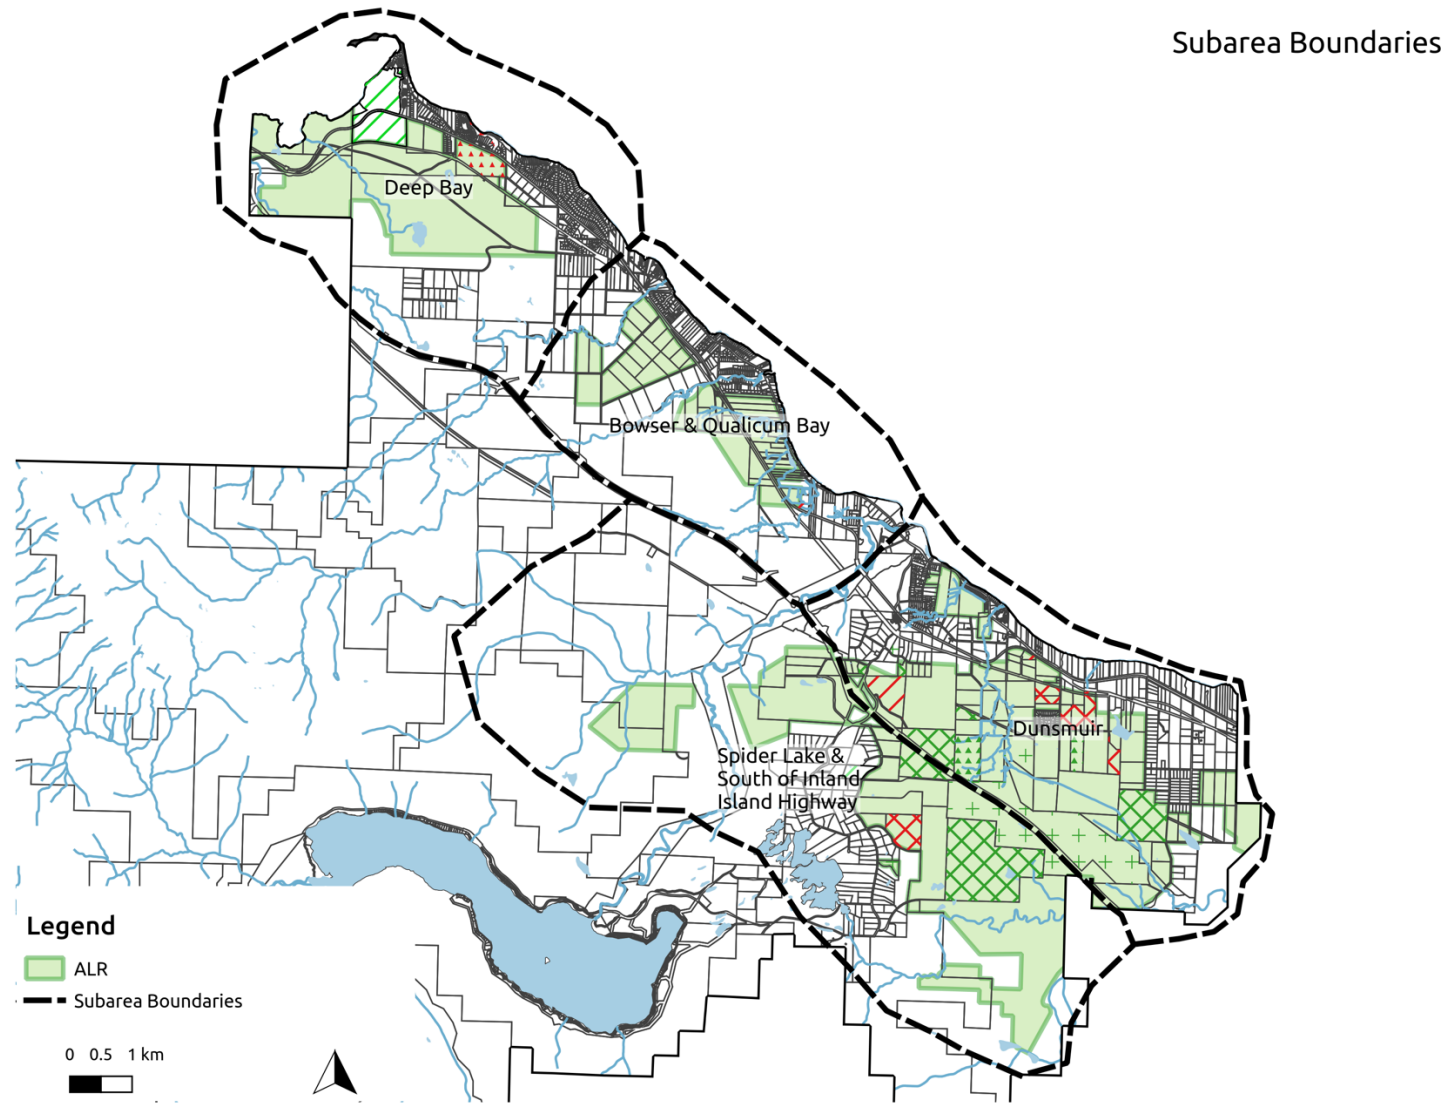 Subarea Boundaries
Deep Bay
Bowser & Qualicum Bay
Dunsmuir
Spider Lake &
South of Inland
Island Highway
Legend
ALR
Subarea Boundaries
0 0.5 1 km